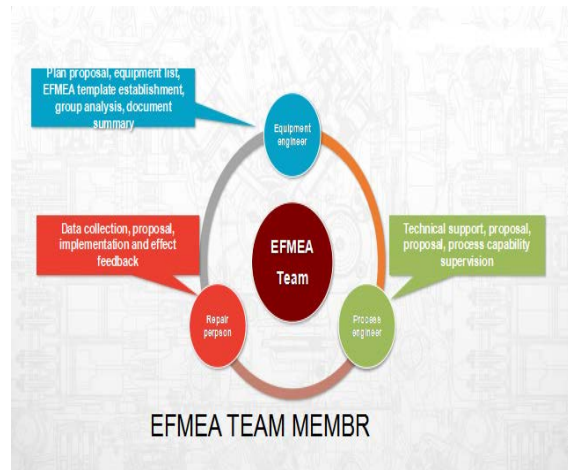 Plan proposal, equipment list,
EFMEA template establishment,
group analysis, document
summary
Equipment
engineer
Data collection, proposal,
implementation and effect
feedback
EFMEA
Team
Technical support, proposal,
proposal, process capability
supervision
Repair
perpson
Process
engineer
EFMEA TEAM MEMBR